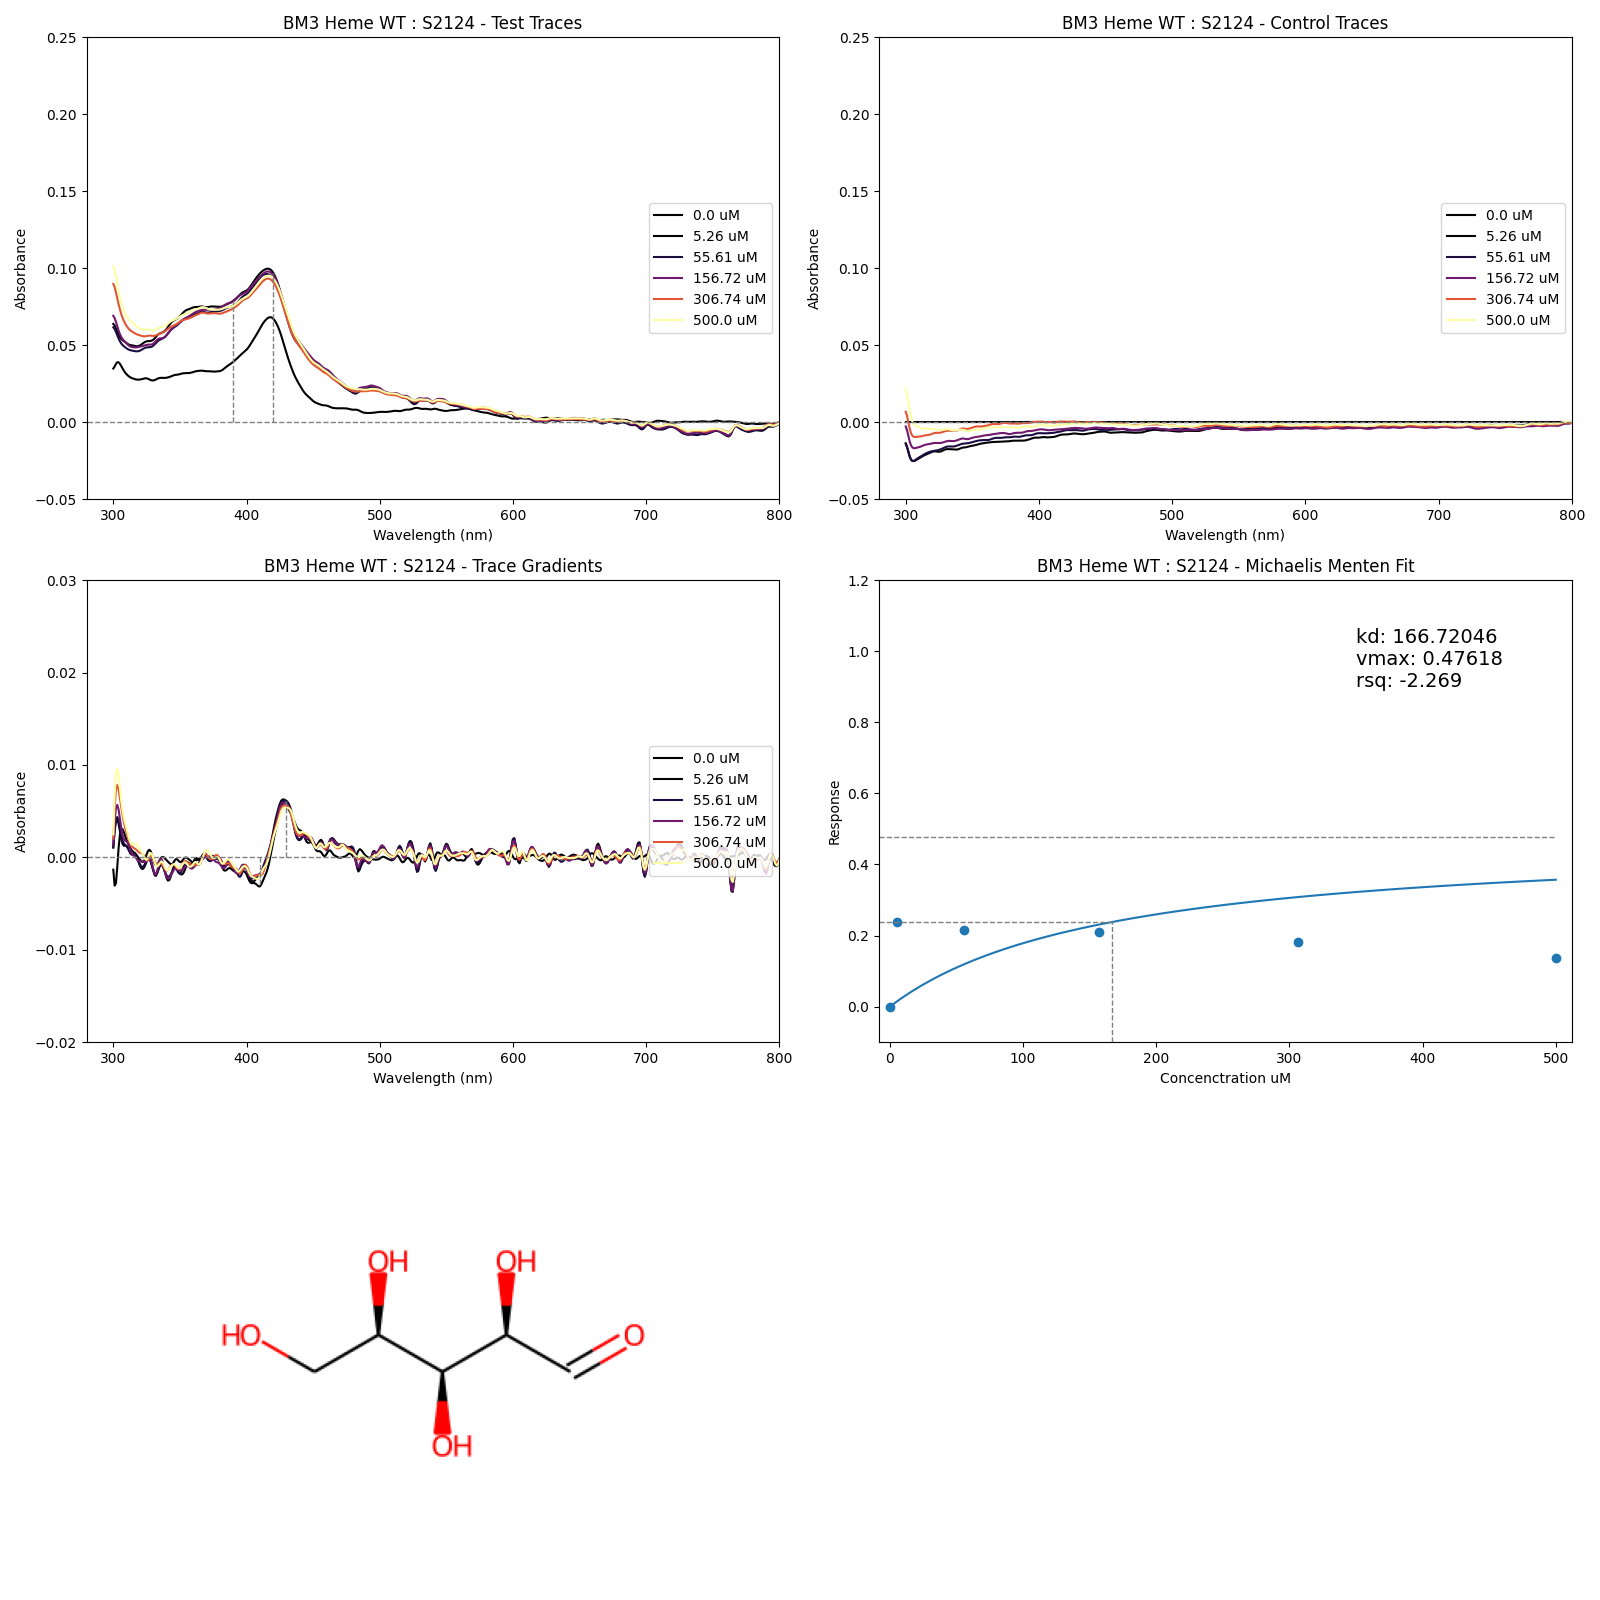 BM3 Heme WT : S2124 - Test Traces
0.25
0.20
0.15
0.10
0.05
0.00
−0.05
Absorbance
300 400 500 600 700 800
Wavelength (nm)
0.0 uM
5.26 uM
55.61 uM
156.72 uM
306.74 uM
500.0 uM
BM3 Heme WT : S2124 - Control Traces
0.25
0.20
0.15
0.10
0.05
0.00
−0.05
Absorbance
300 400 500 600 700 800
Wavelength (nm)
0.0 uM
5.26 uM
55.61 uM
156.72 uM
306.74 uM
500.0 uM
BM3 Heme WT : S2124 - Trace Gradients
0.03
0.02
0.01
0.00
−0.01
−0.02
Absorbance
300 400 500 600 700 800
Wavelength (nm)
0.0 uM
5.26 uM
55.61 uM
156.72 uM
306.74 uM
500.0 uM
BM3 Heme WT : S2124 - Michaelis Menten Fit
1.2
1.0
0.8
0.6
0.4
0.2
0.0
Response
kd: 166.72046
vmax: 0.47618
rsq: -2.269
0 100 200 300 400 500
Concenctration uM
OH OH
HO O
OH